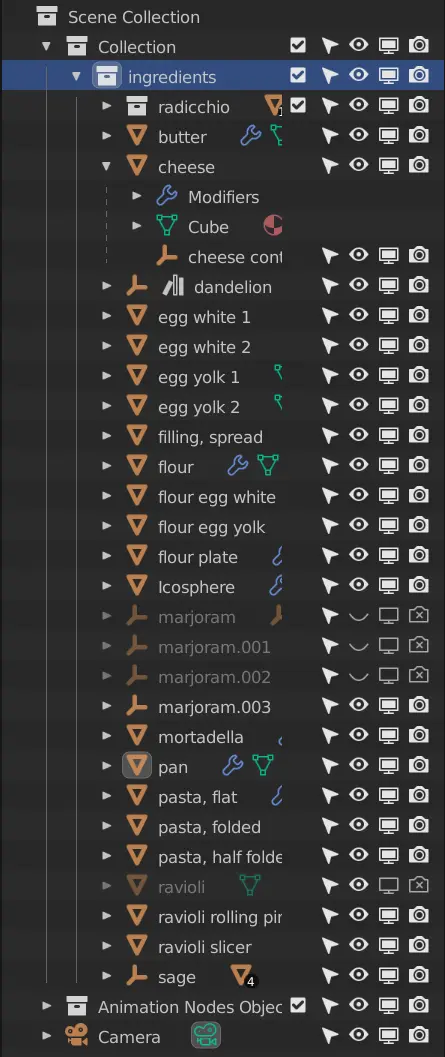 Scene Collection
Collection
ingredients
radicchio
butter
cheese
Modifiers
Cube
cheese cont
dandelion
egg white 1
egg white 2
egg yolk 1
egg yolk 2
filling, spread
flour
flour egg white
flour egg yolk
flour plate
Icosphere
marjoram
marjoram.001
marjoram.002
marjoram.003
mortadella
pan
pasta, flat
pasta, folded
pasta, half folde
ravioli
ravioli rolling pin
ravioli slicer
sage 4
Animation Nodes Objec
Camera